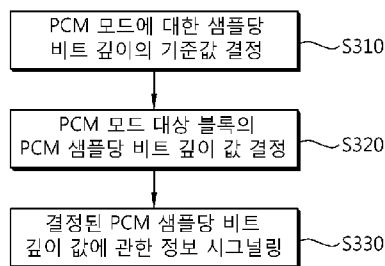 PCM 모드에 대한 샘플당
비트 깊이의 기준값 결정
S310
PCM 모드 대상 블록의
PCM 샘플당 비트 깊이 값 결정
S320
결정된 PCM 샘플당 비트
깊이 값에 관한 정보 시그널링
S330